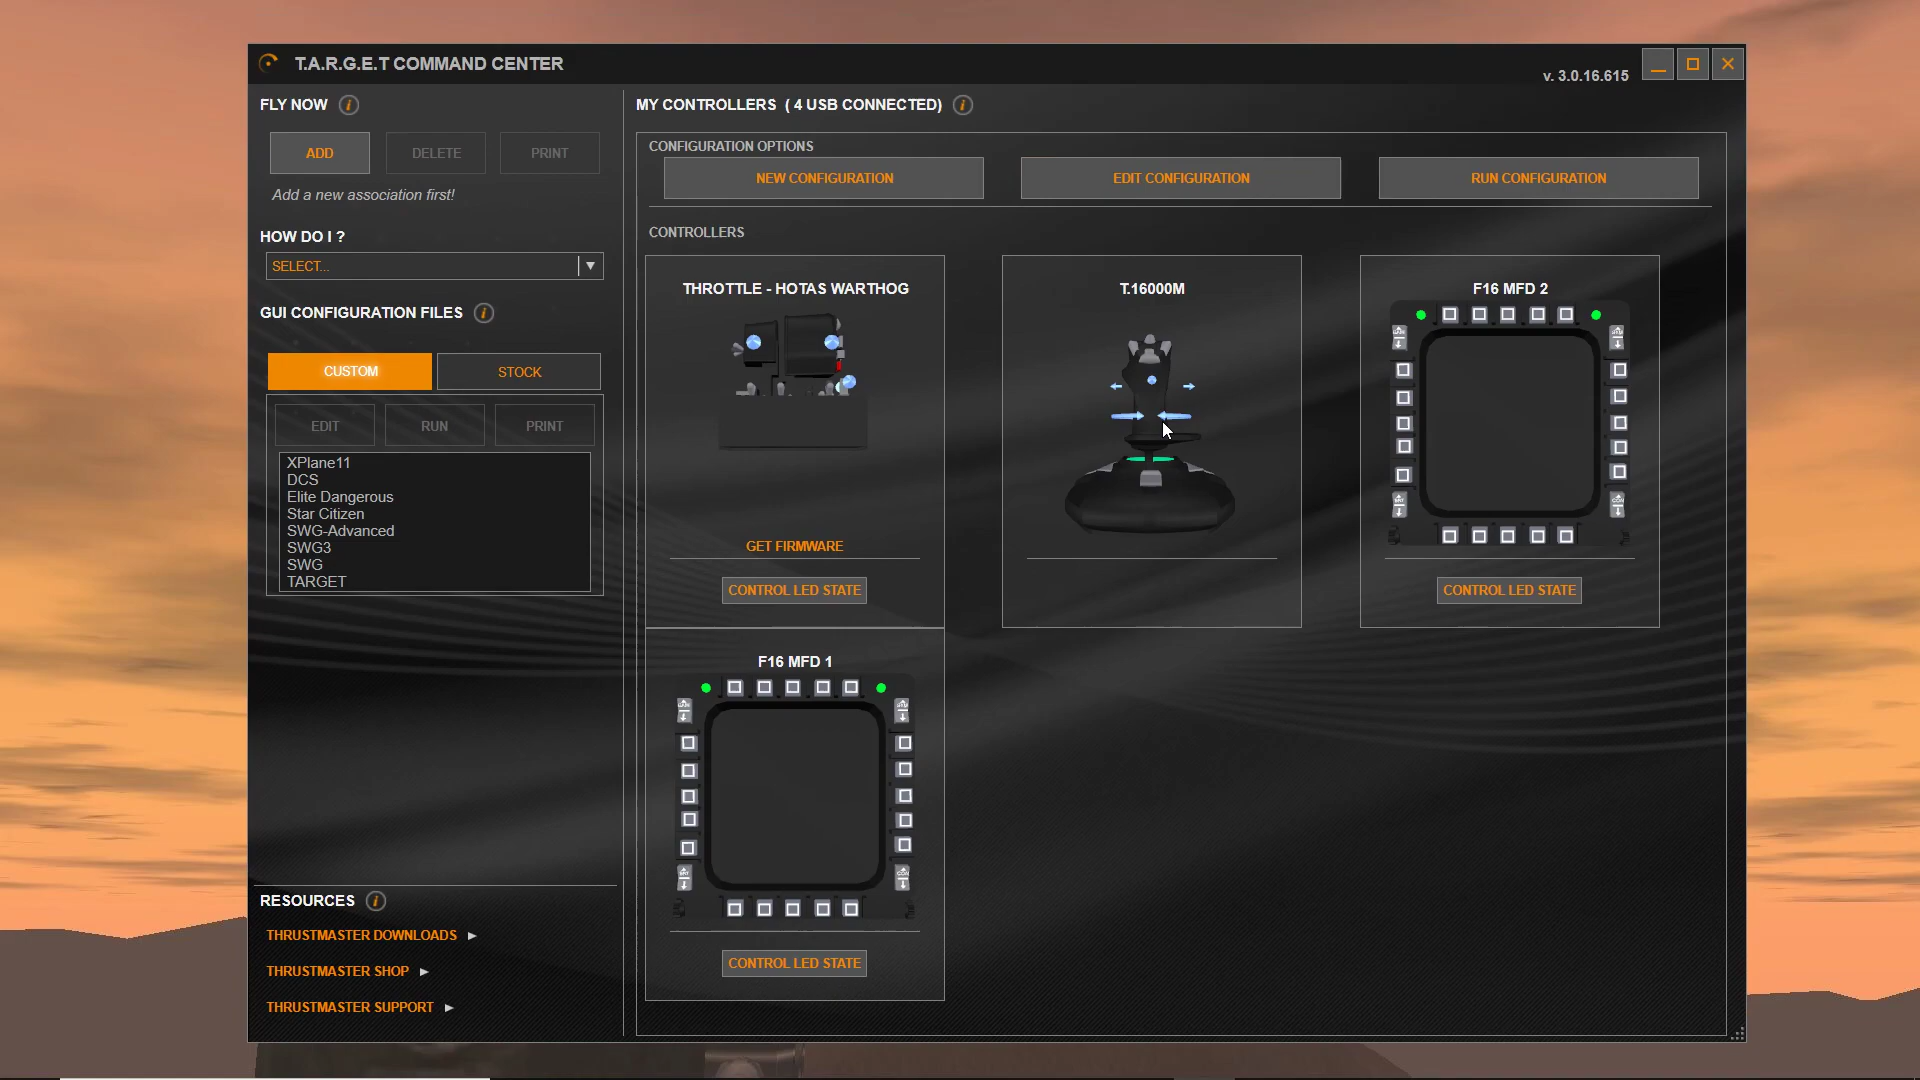 T.A.R.G.E.T COMMAND CENTER
v. 3.0.16.615
FLY NOW
ADD
DELETE
PRINT
Add a new association first!
HOW DO I ?
SELECT...
GUI CONFIGURATION FILES
CUSTOM
STOCK
EDIT
RUN
PRINT
XPlane11
DCS
Elite Dangerous
Star Citizen
SWG-Advanced
SWG3
SWG
TARGET
RESOURCES
THRUSTMASTER DOWNLOADS
THRUSTMASTER SHOP
THRUSTMASTER SUPPORT
MY CONTROLLERS ( 4 USB CONNECTED)
CONFIGURATION OPTIONS
NEW CONFIGURATION
EDIT CONFIGURATION
RUN CONFIGURATION
CONTROLLERS
THROTTLE - HOTAS WARTHOG
GET FIRMWARE
CONTROL LED STATE
T.16000M
F16 MFD 2
CONTROL LED STATE
F16 MFD 1
CONTROL LED STATE